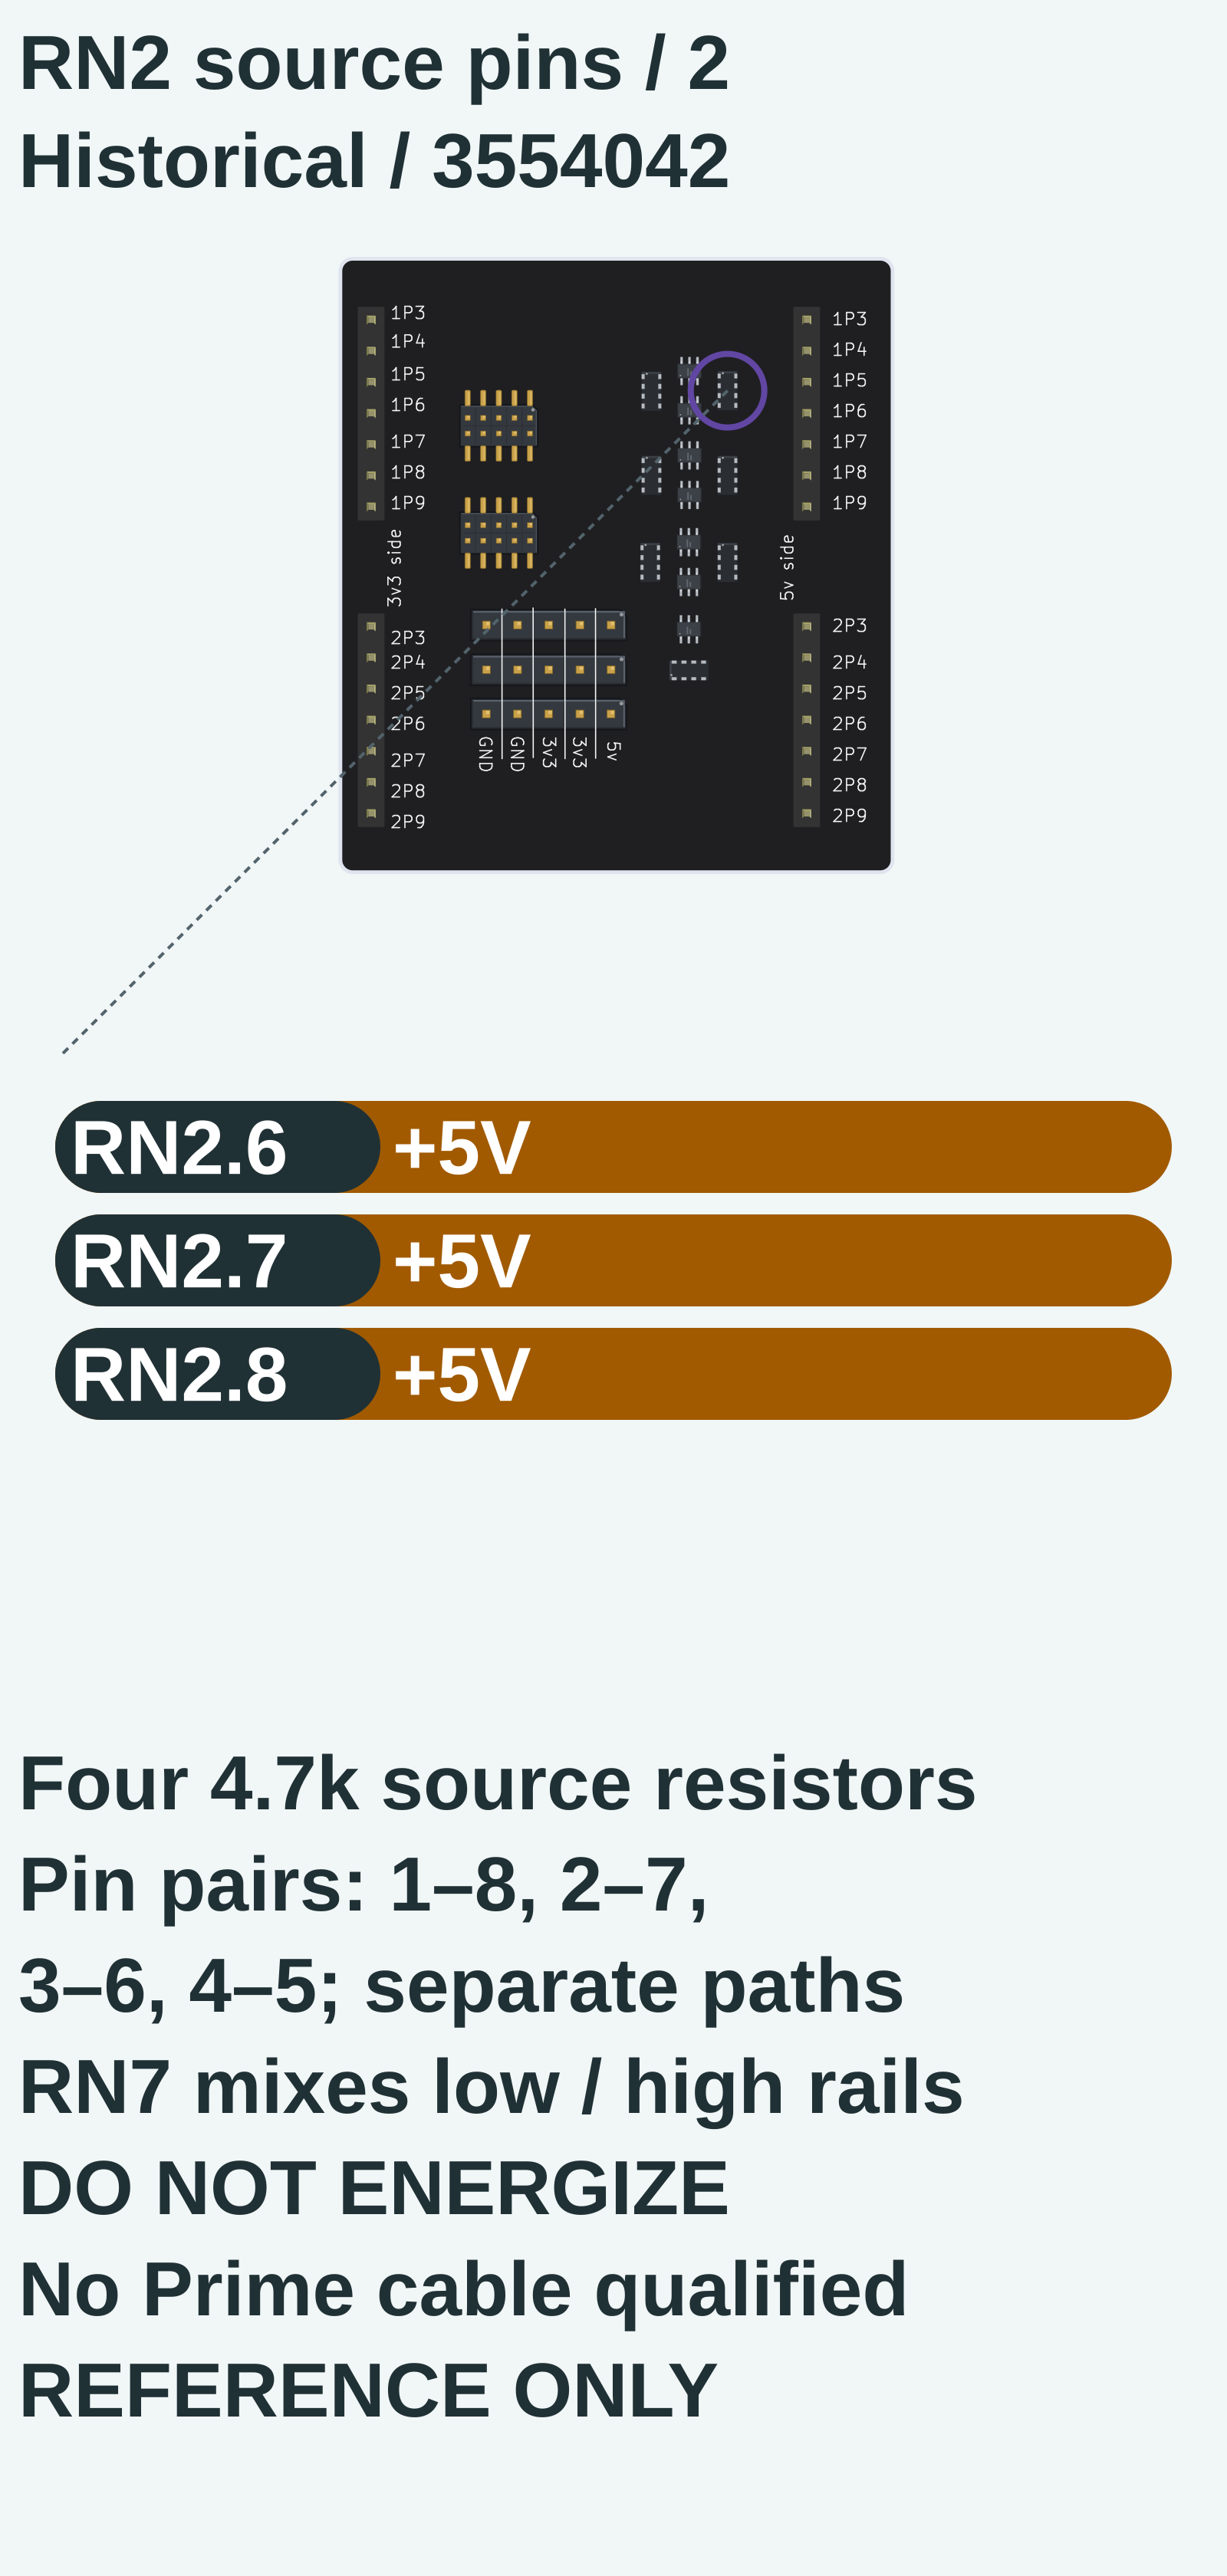 RN2 source pins / 2
Historical / 3554042
1P3
1P4
1P5
1P6
1P7
1P8
1P9
3v3 side
2P3
2P4
2P5
2P6
2P7
2P8
2P9
GND
GND
3v3
3v3
5v
1P3
1P4
1P5
1P6
1P7
1P8
1P9
5v side
2P3
2P4
2P5
2P6
2P7
2P8
2P9
RN2.6 +5V
RN2.7 +5V
RN2.8 +5V
Four 4.7k source resistors
Pin pairs: 1–8, 2–7,
3–6, 4–5; separate paths
RN7 mixes low / high rails
DO NOT ENERGIZE
No Prime cable qualified
REFERENCE ONLY